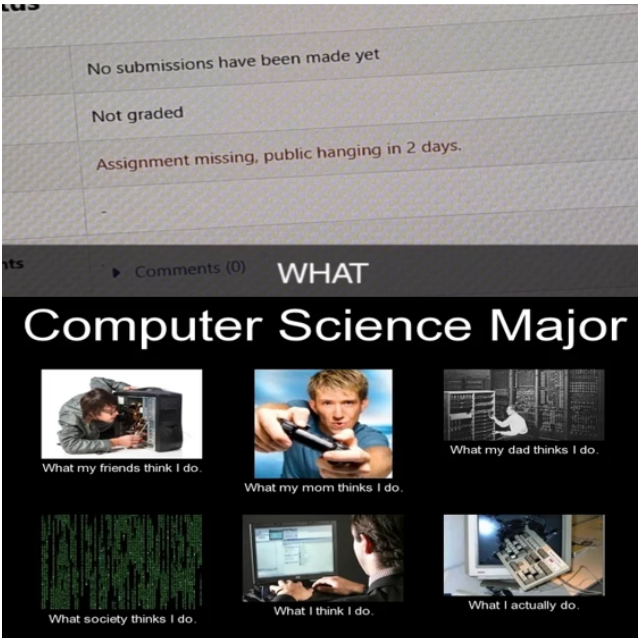 No submissions have been made yet
Not graded
Assignment missing, public hanging in 2 days.
-
Comments (0)
WHAT
Computer Science Major
What my friends think I do.
What my mom thinks I do.
What my dad thinks I do.
What society thinks I do.
What I think I do.
What I actually do.